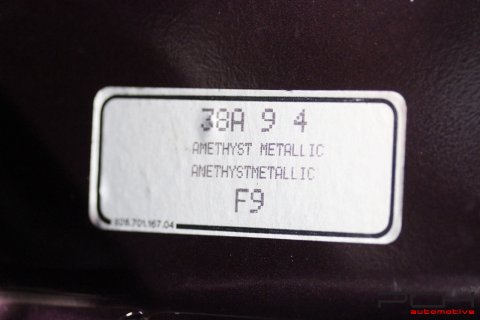 38A 9 4
AMETHYST METALLIC
AMETHYSTMETALLIC
F9
automotive